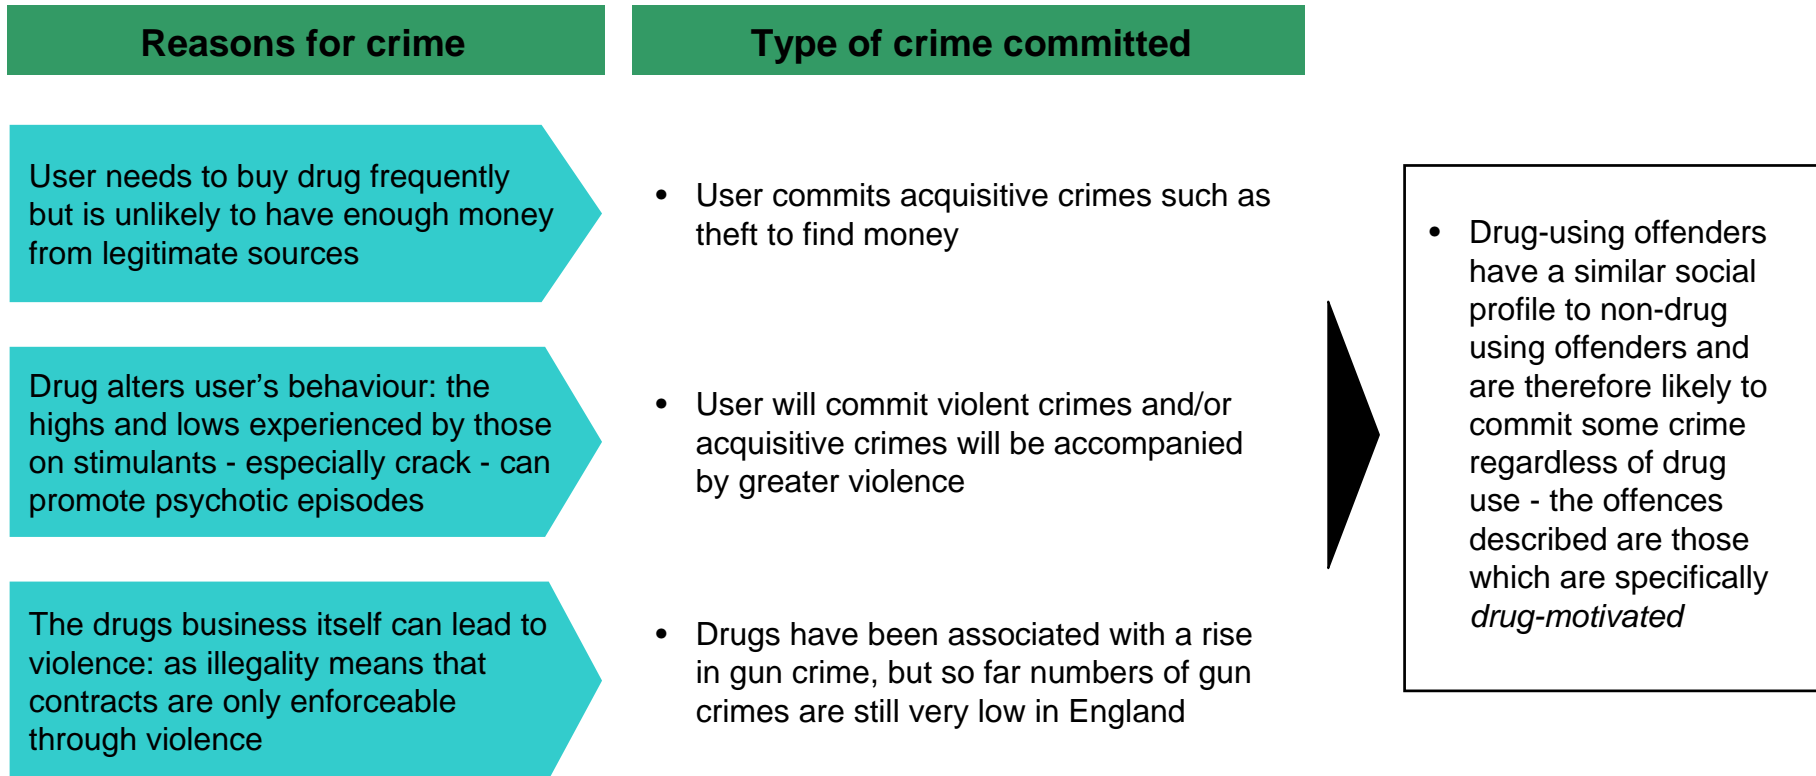 Reasons for crime
Type of crime committed
User needs to buy drug frequently
but is unlikely to have enough money
from legitimate sources
• User commits acquisitive crimes such as
theft to find money
Drug alters user’s behaviour: the
highs and lows experienced by those
on stimulants - especially crack - can
promote psychotic episodes
• User will commit violent crimes and/or
acquisitive crimes will be accompanied
by greater violence
The drugs business itself can lead to
violence: as illegality means that
contracts are only enforceable
through violence
• Drugs have been associated with a rise
in gun crime, but so far numbers of gun
crimes are still very low in England
• Drug-using offenders
have a similar social
profile to non-drug
using offenders and
are therefore likely to
commit some crime
regardless of drug
use - the offences
described are those
which are specifically
drug-motivated